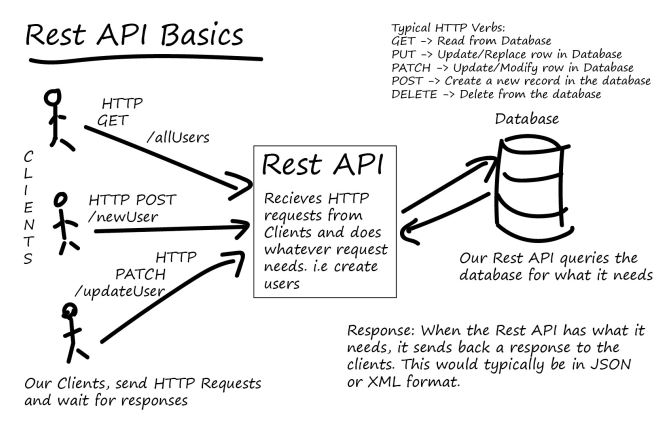 Rest API Basics
Typical HTTP Verbs:
GET -> Read from Database
PUT -> Update/Replace row in Database
PATCH -> Update/Modify row in Database
POST -> Create a new record in the database
DELETE -> Delete from the database
CLIENTS
HTTP
GET
/allUsers
HTTP POST
/newUser
HTTP
PATCH
/updateUser
Rest API
Recieves HTTP
requests from
Clients and does
whatever request
needs. i.e create
users
Database
Our Rest API queries the
database for what it needs
Response: When the Rest API has what it
needs, it sends back a response to the
clients. This would typically be in JSON
or XML format.
Our Clients, send HTTP Requests
and wait for responses